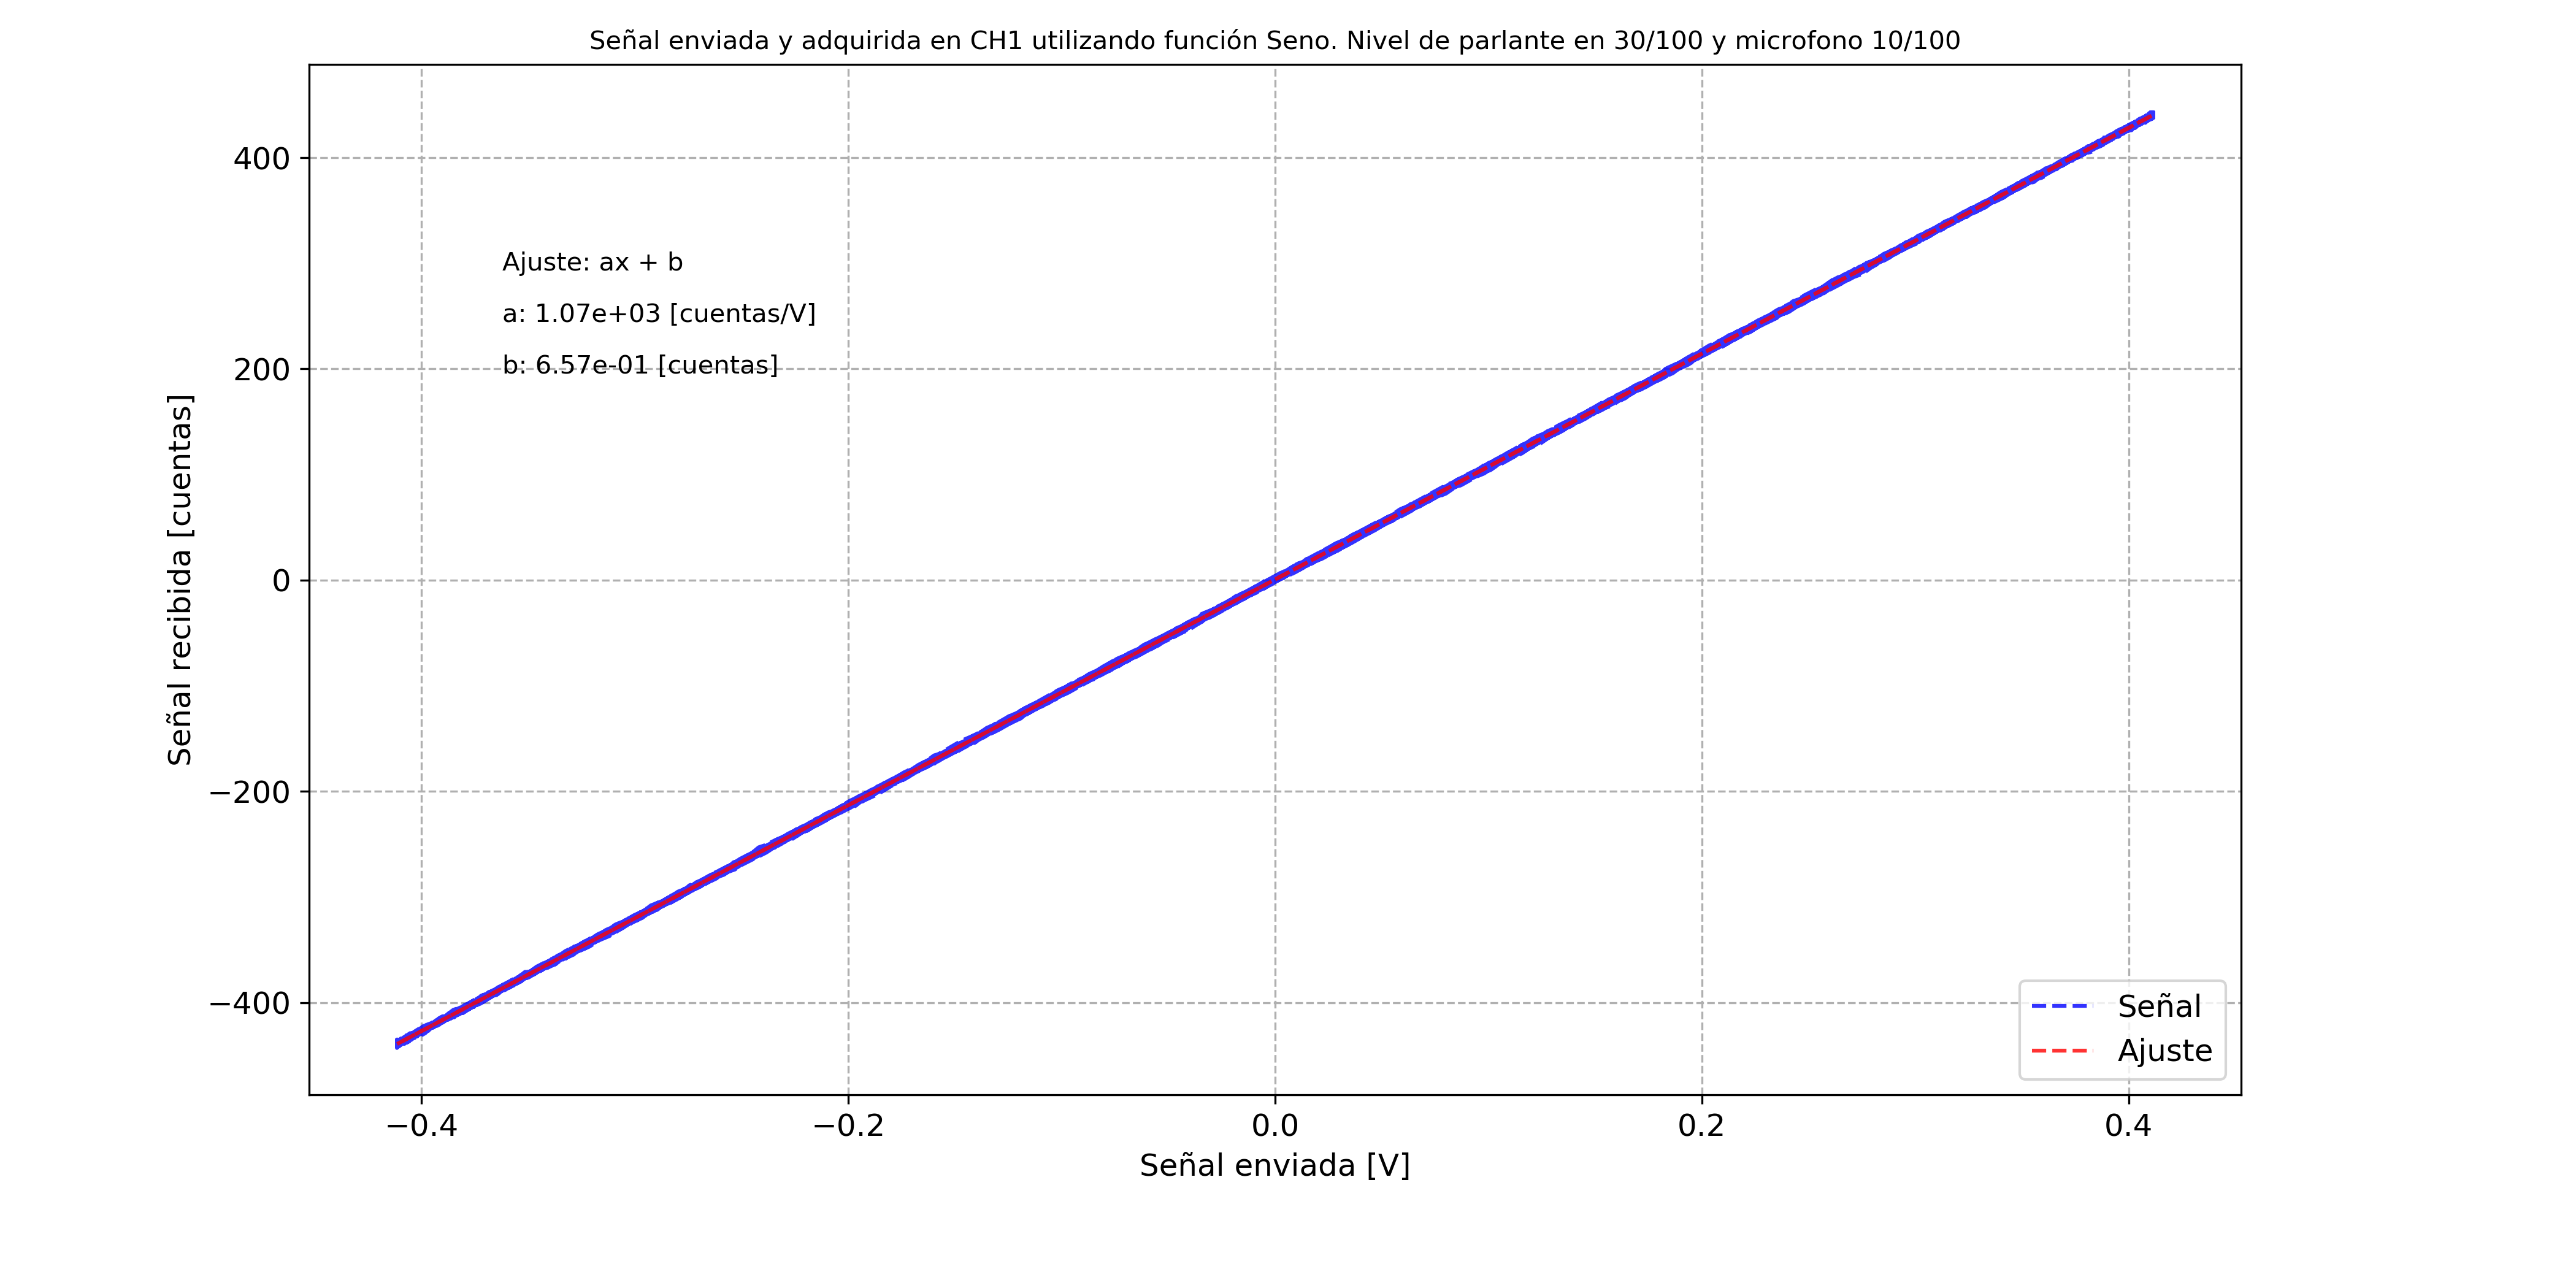 Señal enviada y adquirida en CH1 utilizando función Seno. Nivel de parlante en 30/100 y microfono 10/100
400
200
0
−200
−400
Señal recibida [cuentas]
Ajuste: ax + b
a: 1.07e+03 [cuentas/V]
b: 6.57e-01 [cuentas]
Señal
Ajuste
−0.4
−0.2
0.0
0.2
0.4
Señal enviada [V]